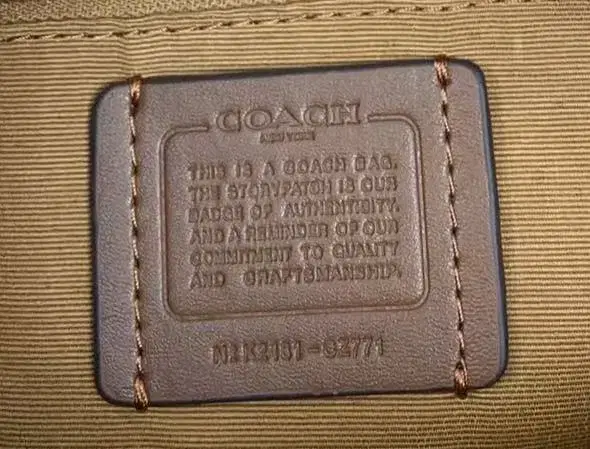 COACH
NEW YORK
THIS IS A COACH BAG.
THE STORYPATCH IS OUR
BADGE OF AUTHENTICITY.
AND A REMINDER OF OUR
COMMITMENT TO QUALITY
AND CRAFTSMANSHIP.